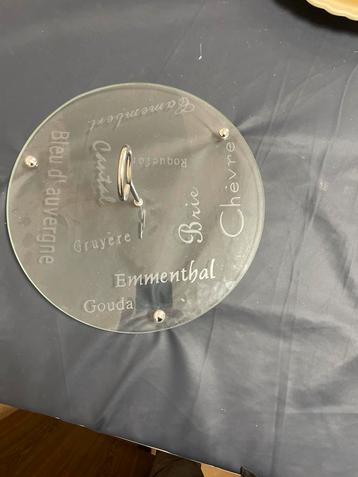 Camembert
Roquefort
Cantal
Bleu d'auvergne
Chèvre
Brie
Gruyère
Emmenthal
Gouda